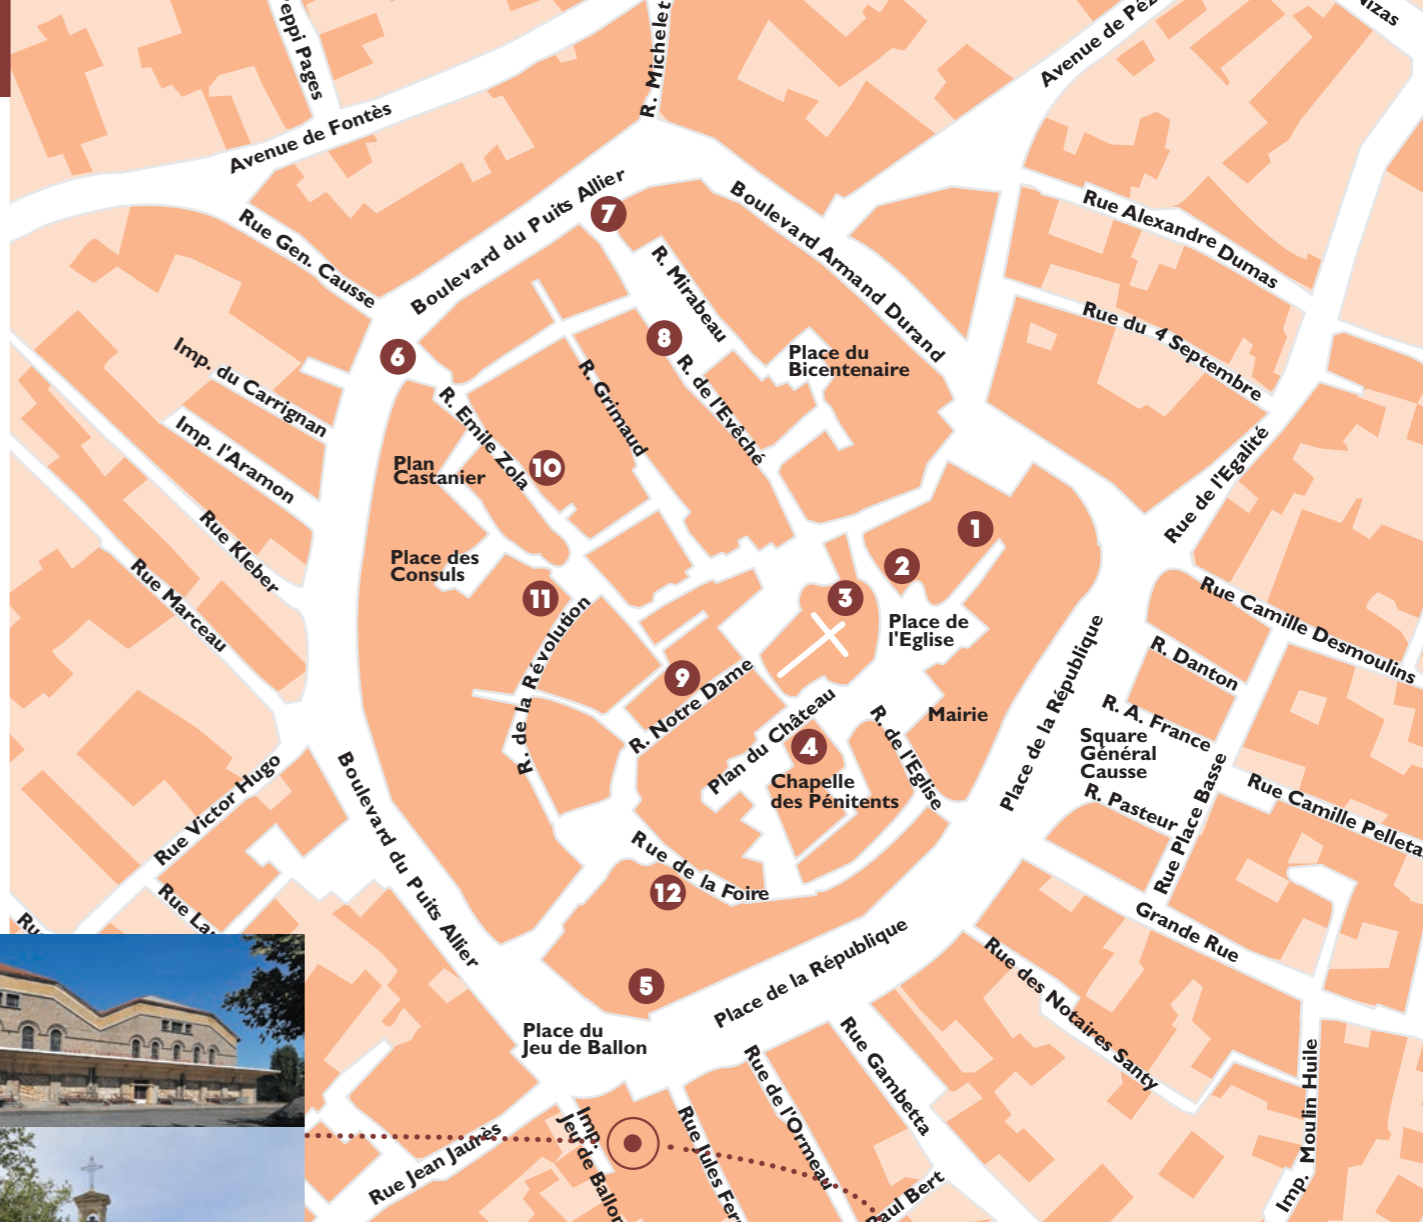 R. Michelet
Avenue de Fontès
Rue Gen. Causse
Boulevard du Puits Allier
7
Boulevard Armand Durand
Rue Alexandre Dumas
Rue du 4 Septembre
R. Mirabeau
8
Place du
Bicentenaire
6
Imp. du Carrignan
Imp. l'Aramon
R. Emile Zola
R. Grimaud
R. de l'Evêché
Plan
Castanier
10
Rue de l'Egalité
Rue Kleber
Rue Marceau
Place des
Consuls
11
1
2
3
Place de
l'Eglise
Rue Camille Desmoulins
R. Danton
R. de la Révolution
9
R. Notre Dame
Plan du Château
4
Chapelle
des Pénitents
R. de l'Eglise
Mairie
Place de la République
R. A. France
Square
Général
Causse
R. Pasteur
Rue Place Basse
Rue Victor Hugo
Boulevard du Puits Allier
Rue de la Foire
12
5
Place de la République
Grande Rue
Rue des Notaires Santy
Place du
Jeu de Ballon
Rue Gambetta
Rue de l'Ormeau
Imp. Moulin Huile
Rue Jean Jaurès
Imp.
Jeu de Ballon
Rue Jules
Paul Bert
Avenue de
Rue Camille